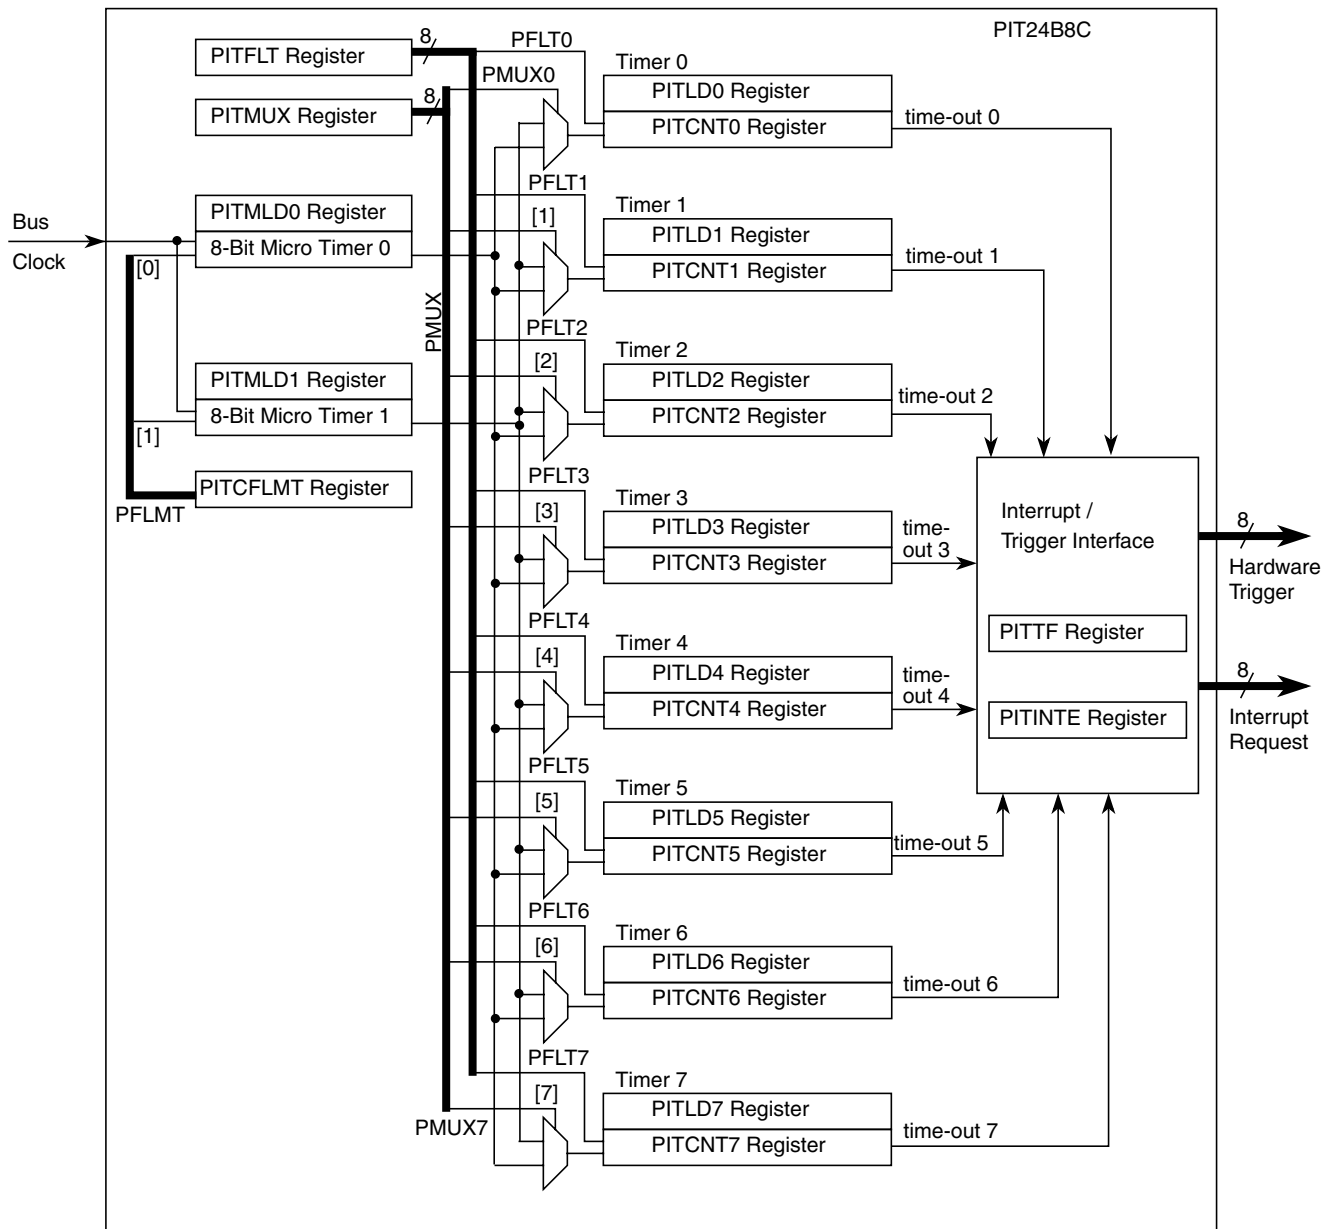 PIT24B8C
8
PITFLT Register
PFLT0
Timer 0
PMUX0
PITLD0 Register
8
PITMUX Register
time-out 0
PITCNT0 Register
PFLT1
Timer 1
PITMLD0 Register
[1]
PITLD1 Register
Bus
Clock
8-Bit Micro Timer 0
time-out 1
PITCNT1 Register
[0]
PMUX
PFLT2
Timer 2
[2]
PITMLD1 Register
PITLD2 Register
time-out 2
8-Bit Micro Timer 1
PITCNT2 Register
[1]
PFLT3
PITCFLMT Register
Timer 3
PFLMT
[3]
PITLD3 Register
time-
out 3
PITCNT3 Register
Interrupt /
Trigger Interface
8
Hardware
Trigger
PFLT4
Timer 4
PITTF Register
[4]
PITLD4 Register
time-
out 4
PITCNT4 Register
8
PITINTE Register
Interrupt
Request
PFLT5
Timer 5
[5]
PITLD5 Register
time-out 5
PITCNT5 Register
PFLT6
Timer 6
[6]
PITLD6 Register
time-out 6
PITCNT6 Register
PFLT7
Timer 7
[7]
PITLD7 Register
PMUX7
time-out 7
PITCNT7 Register